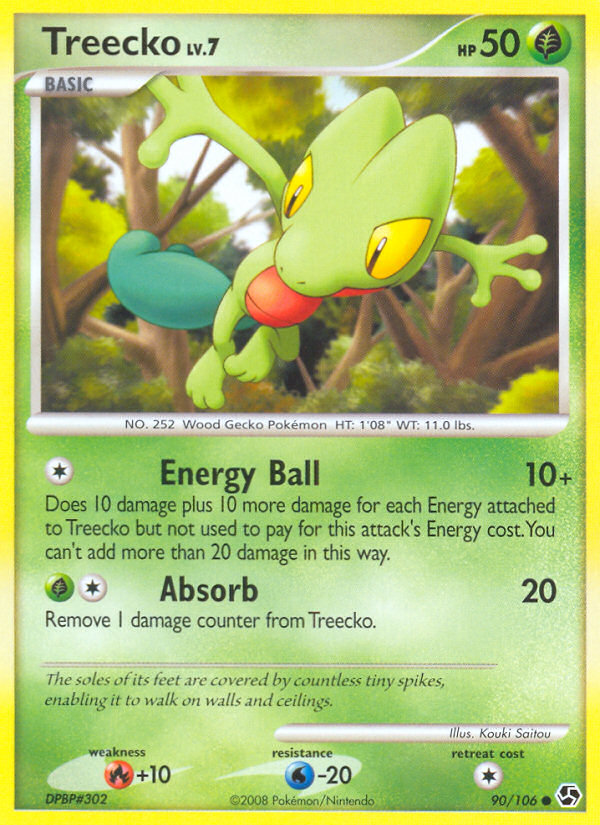 Treecko LV.7
HP 50
BASIC
NO. 252 Wood Gecko Pokémon HT: 1'08" WT: 11.0 lbs.
Energy Ball 10+
Does 10 damage plus 10 more damage for each Energy attached
to Treecko but not used to pay for this attack's Energy cost. You
can't add more than 20 damage in this way.
Absorb 20
Remove 1 damage counter from Treecko.
The soles of its feet are covered by countless tiny spikes,
enabling it to walk on walls and ceilings.
Illus. Kouki Saitou
weakness resistance retreat cost
+10 -20
DPBP#302 ©2008 Pokémon/Nintendo 90/106